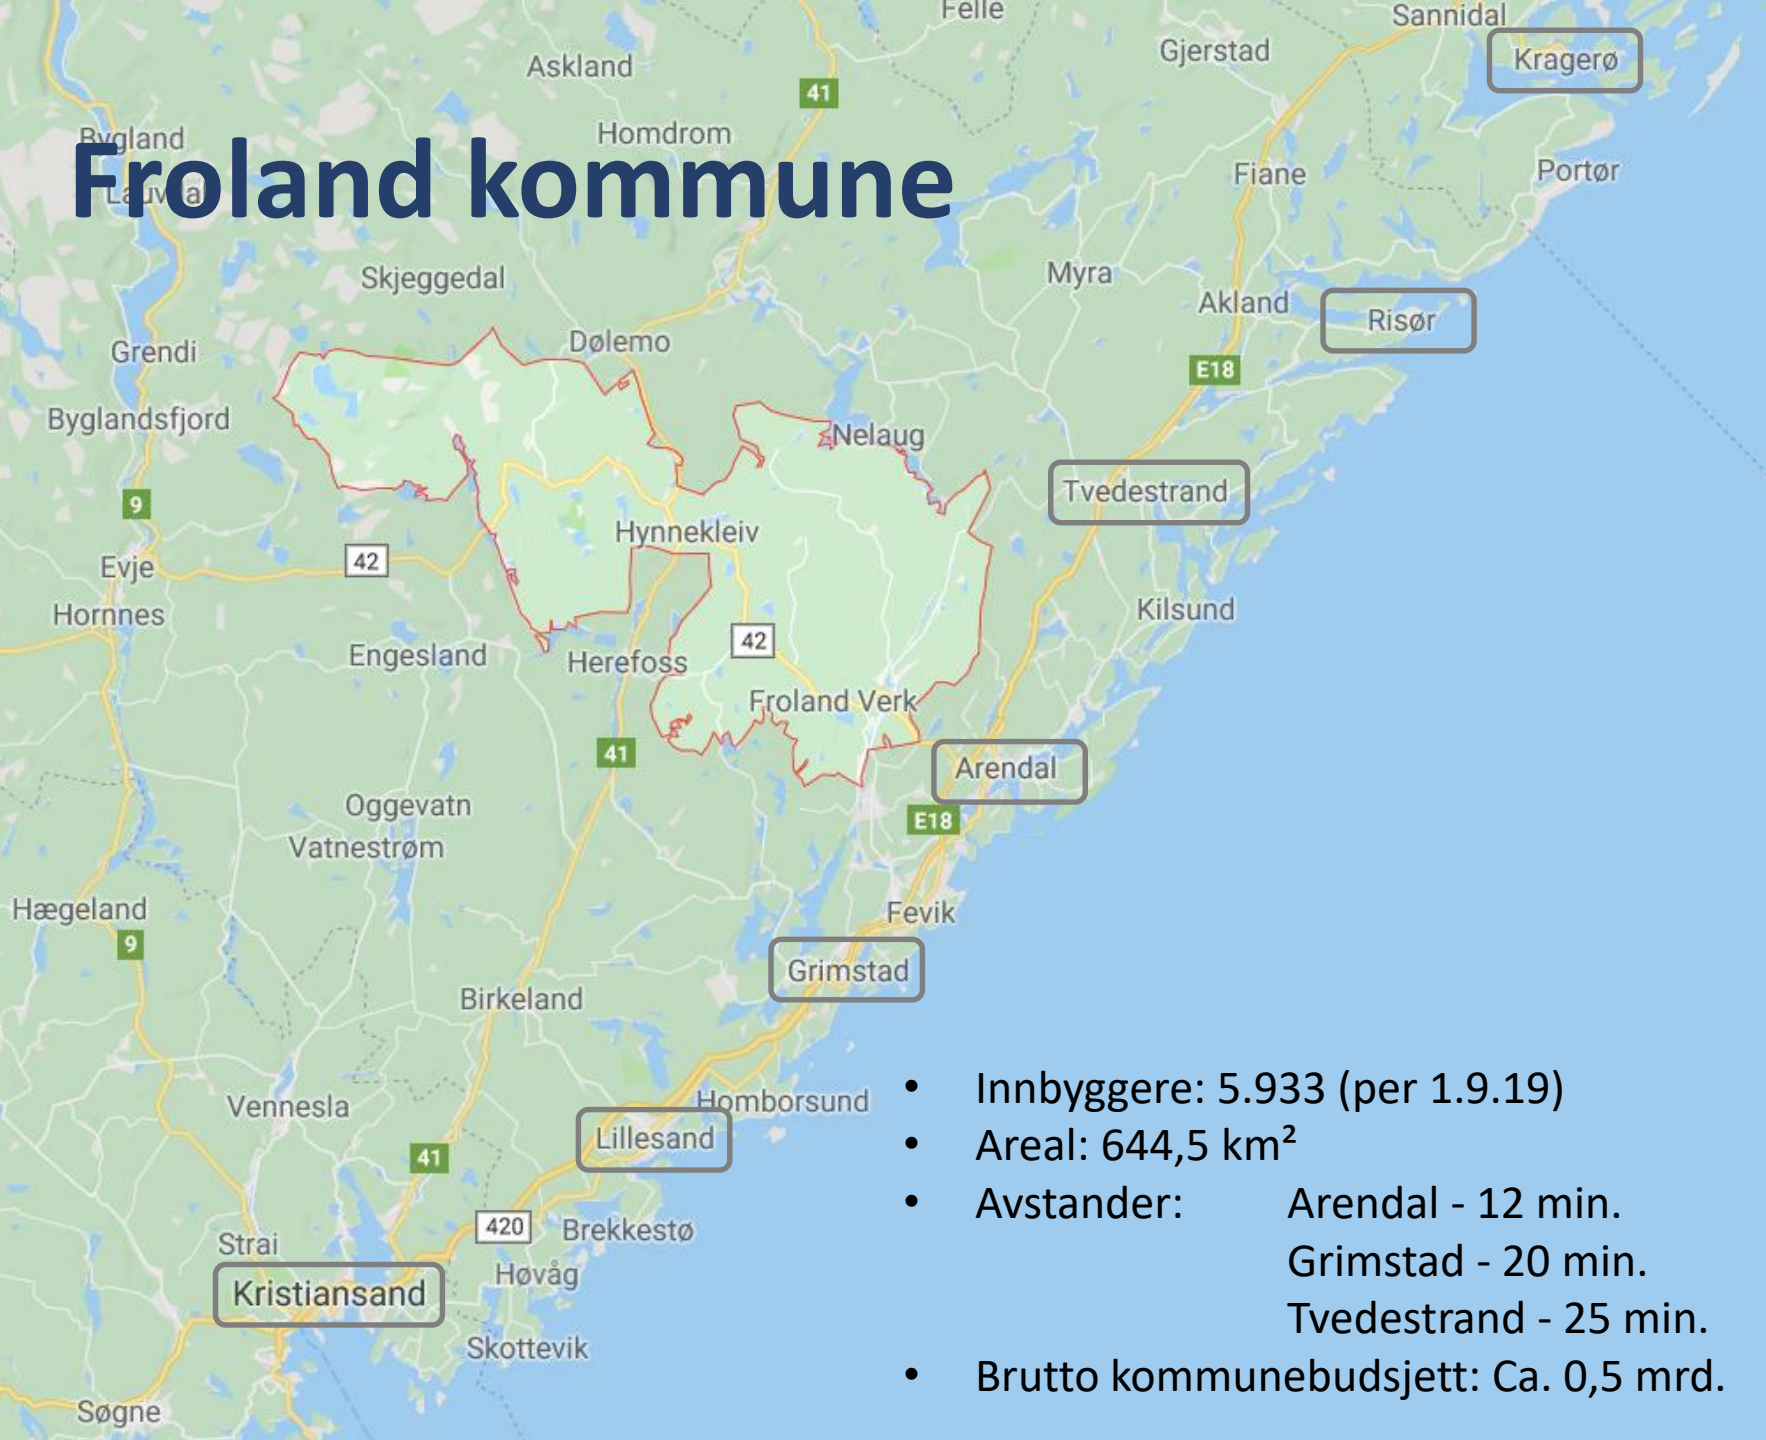 Felle
Sannidal
Gjerstad
Kragerø
Askland
41
Bygland
Homdrom
Froland kommune
Fiane
Portør
Skjeggedal
Myra
Akland
Risør
Dølemo
Grendi
E18
Byglandsfjord
Nelaug
Tvedestrand
9
Hynnekleiv
42
Evje
Hornnes
Kilsund
42
Engesland
Herefoss
Froland Verk
41
Arendal
Oggevatn
E18
Vatnestrøm
Hægeland
Fevik
9
Grimstad
Birkeland
Vennesla
Homborsund
Lillesand
41
420
Brekkestø
Strai
Høvåg
Kristiansand
Skottevik
Søgne
• Innbyggere: 5.933 (per 1.9.19)
• Areal: 644,5 km²
• Avstander: Arendal - 12 min.
Grimstad - 20 min.
Tvedestrand - 25 min.
• Brutto kommunebudsjett: Ca. 0,5 mrd.